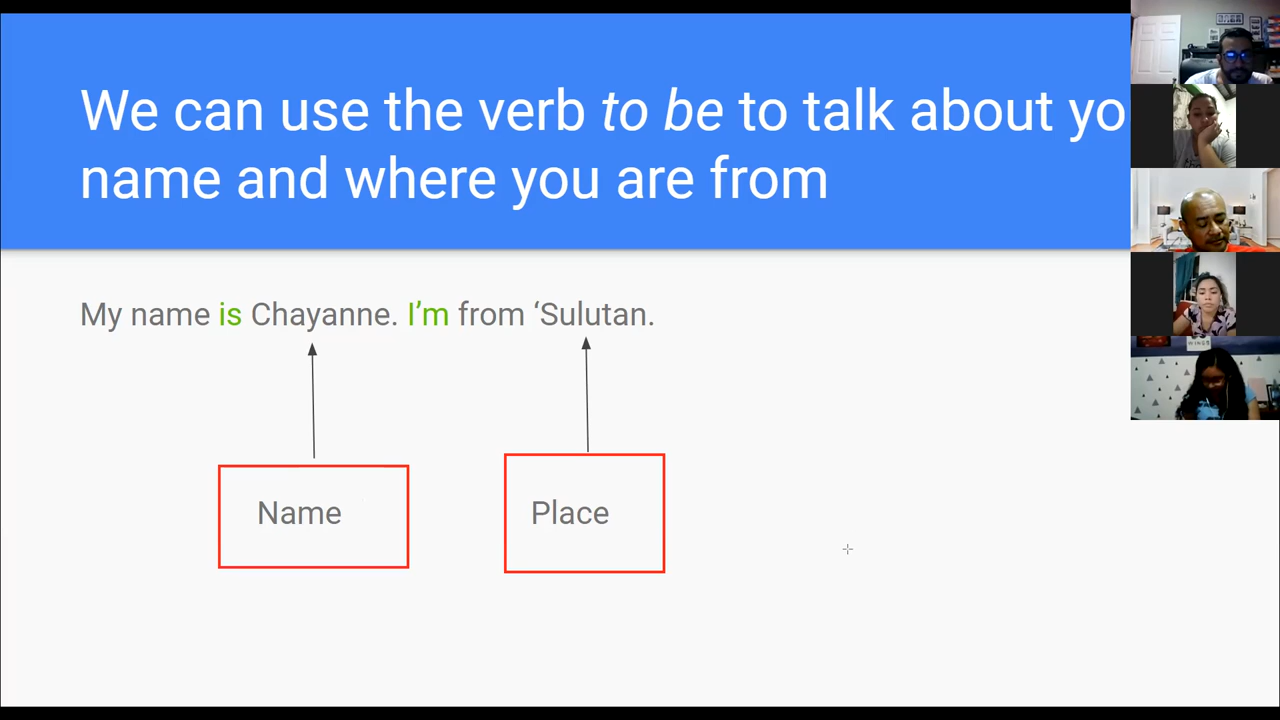 We can use the verb to be to talk about yo
name and where you are from
My name is Chayanne. I’m from ‘Sulutan.
Name
Place